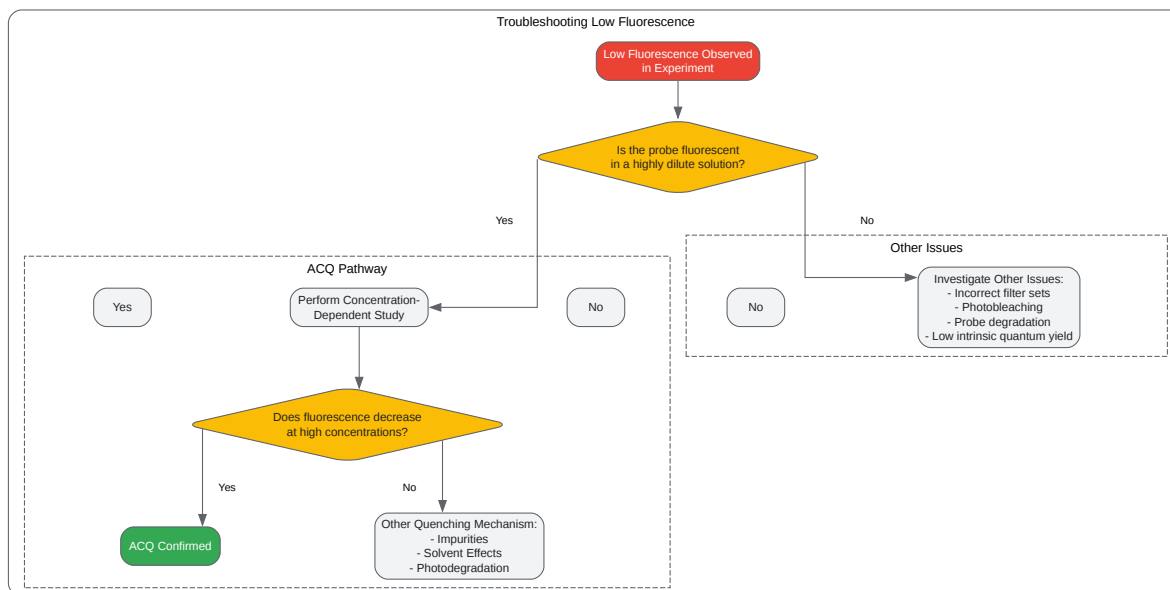 Troubleshooting Low Fluorescence
Low Fluorescence Observed
in Experiment
Is the probe fluorescent
in a highly dilute solution?
Yes
No
ACQ Pathway
Yes
Perform Concentration-
Dependent Study
No
Does fluorescence decrease
at high concentrations?
Yes
No
ACQ Confirmed
Other Quenching Mechanism:
- Impurities
- Solvent Effects
- Photodegradation
Other Issues
No
Investigate Other Issues:
- Incorrect filter sets
- Photobleaching
- Probe degradation
- Low intrinsic quantum yield